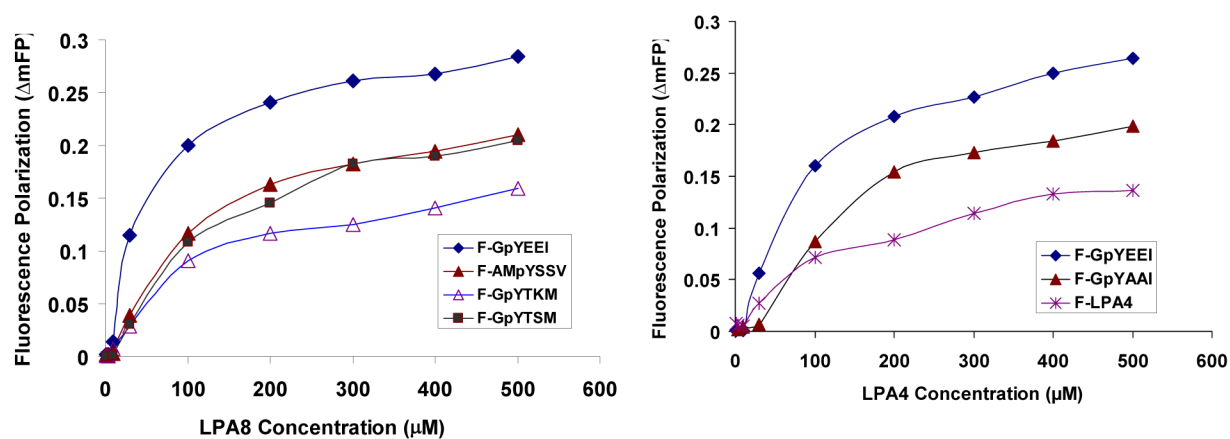 Fluorescence Polarization (∆mFP)
0.3
0.25
0.2
0.15
0.1
0.05
0
0 100 200 300 400 500 600
LPA8 Concentration (µM)
F-GpYEEI
F-AMpYSSV
F-GpYTKM
F-GpYTSM
Fluorescence Polarization (∆mFP)
0.3
0.25
0.2
0.15
0.1
0.05
0
0 100 200 300 400 500 600
LPA4 Concentration (µM)
F-GpYEEI
F-GpYAAI
F-LPA4